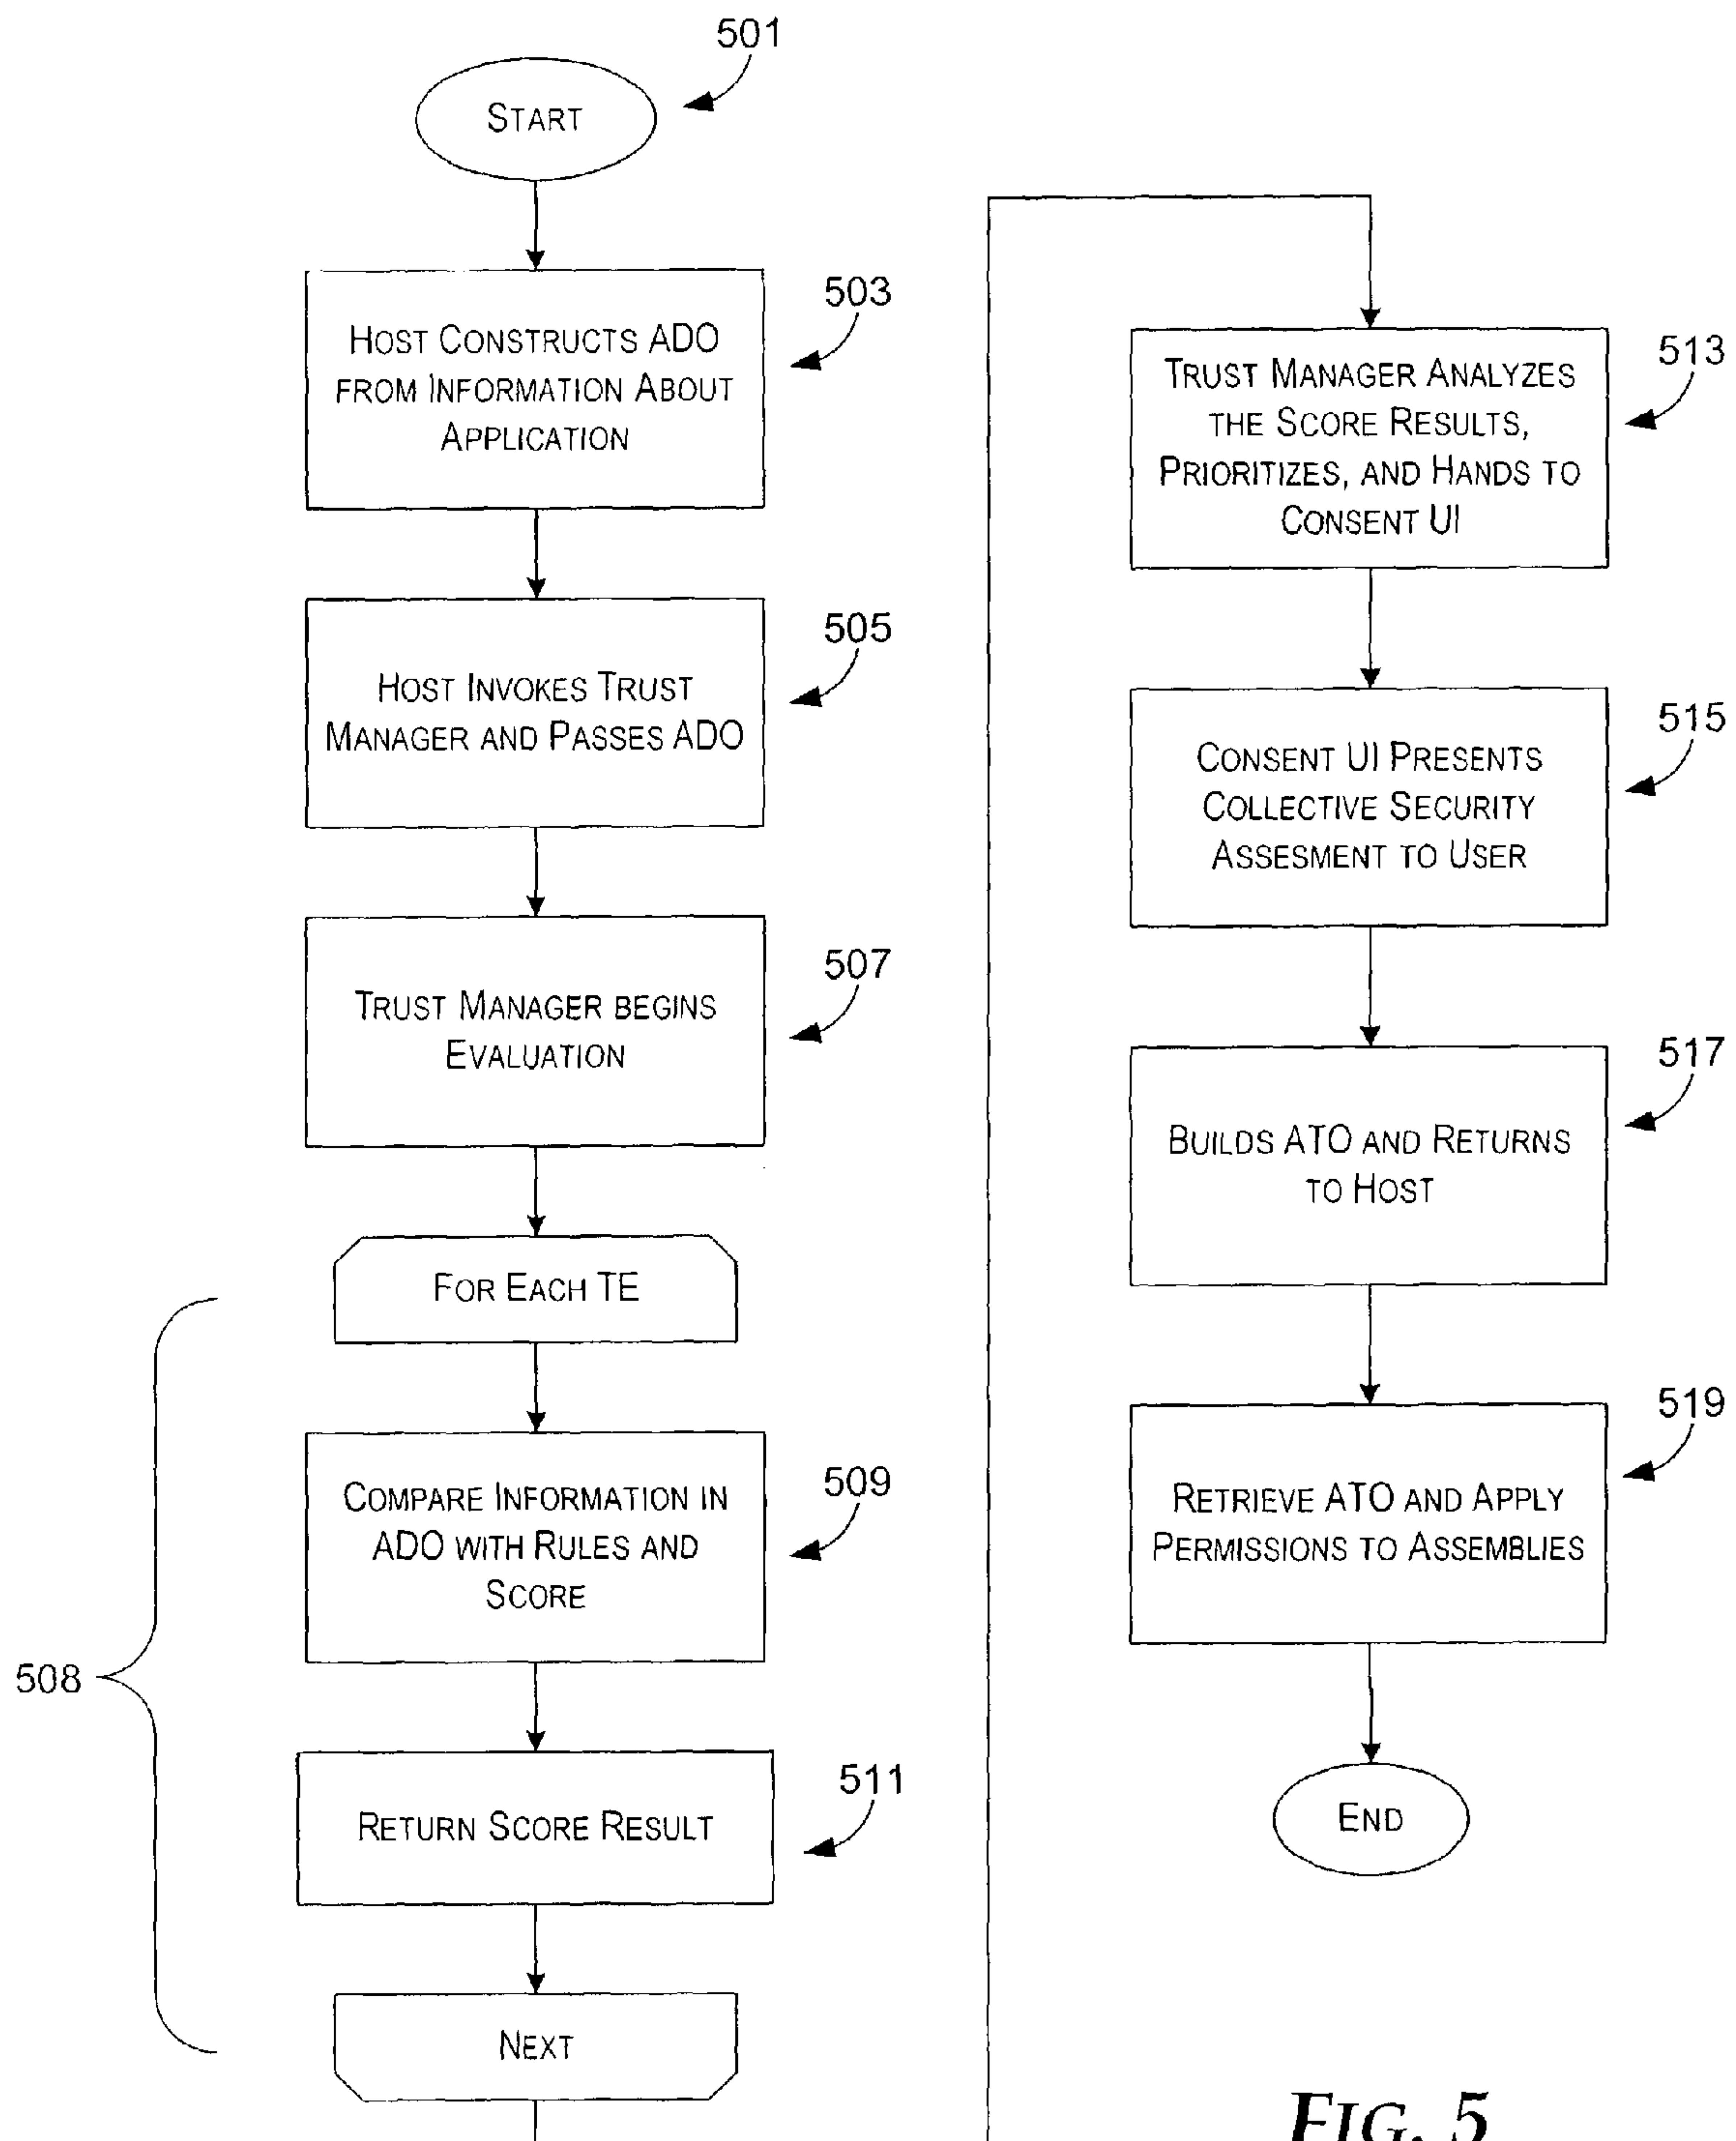 501
START
503
HOST CONSTRUCTS ADO
FROM INFORMATION ABOUT
APPLICATION
505
HOST INVOKES TRUST
MANAGER AND PASSES ADO
507
TRUST MANAGER BEGINS
EVALUATION
FOR EACH TE
508
509
COMPARE INFORMATION IN
ADO WITH RULES AND
SCORE
511
RETURN SCORE RESULT
NEXT
513
TRUST MANAGER ANALYZES
THE SCORE RESULTS,
PRIORITIZES, AND HANDS TO
CONSENT UI
515
CONSENT UI PRESENTS
COLLECTIVE SECURITY
ASSESMENT TO USER
517
BUILDS ATO AND RETURNS
TO HOST
519
RETRIEVE ATO AND APPLY
PERMISSIONS TO ASSEMBLIES
END
FIG. 5